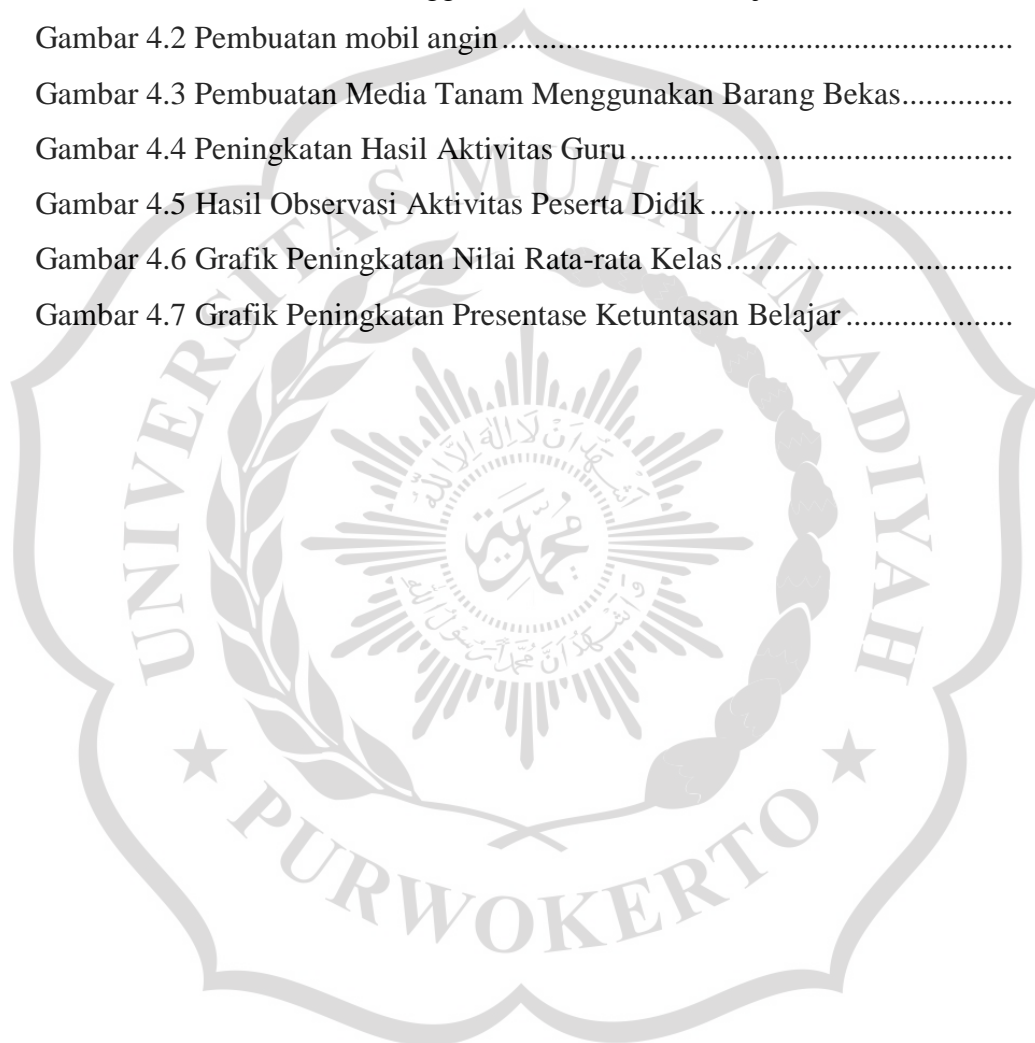 Gambar 4.2 Pembuatan mobil angin................................................................
Gambar 4.3 Pembuatan Media Tanam Menggunakan Barang Bekas..............
Gambar 4.4 Peningkatan Hasil Aktivitas Guru................................................
Gambar 4.5 Hasil Observasi Aktivitas Peserta Didik......................................
Gambar 4.6 Grafik Peningkatan Nilai Rata-rata Kelas....................................
Gambar 4.7 Grafik Peningkatan Presentase Ketuntasan Belajar.....................
UNIVERSITAS MUHAMMADIYAH
PURWOKERTO